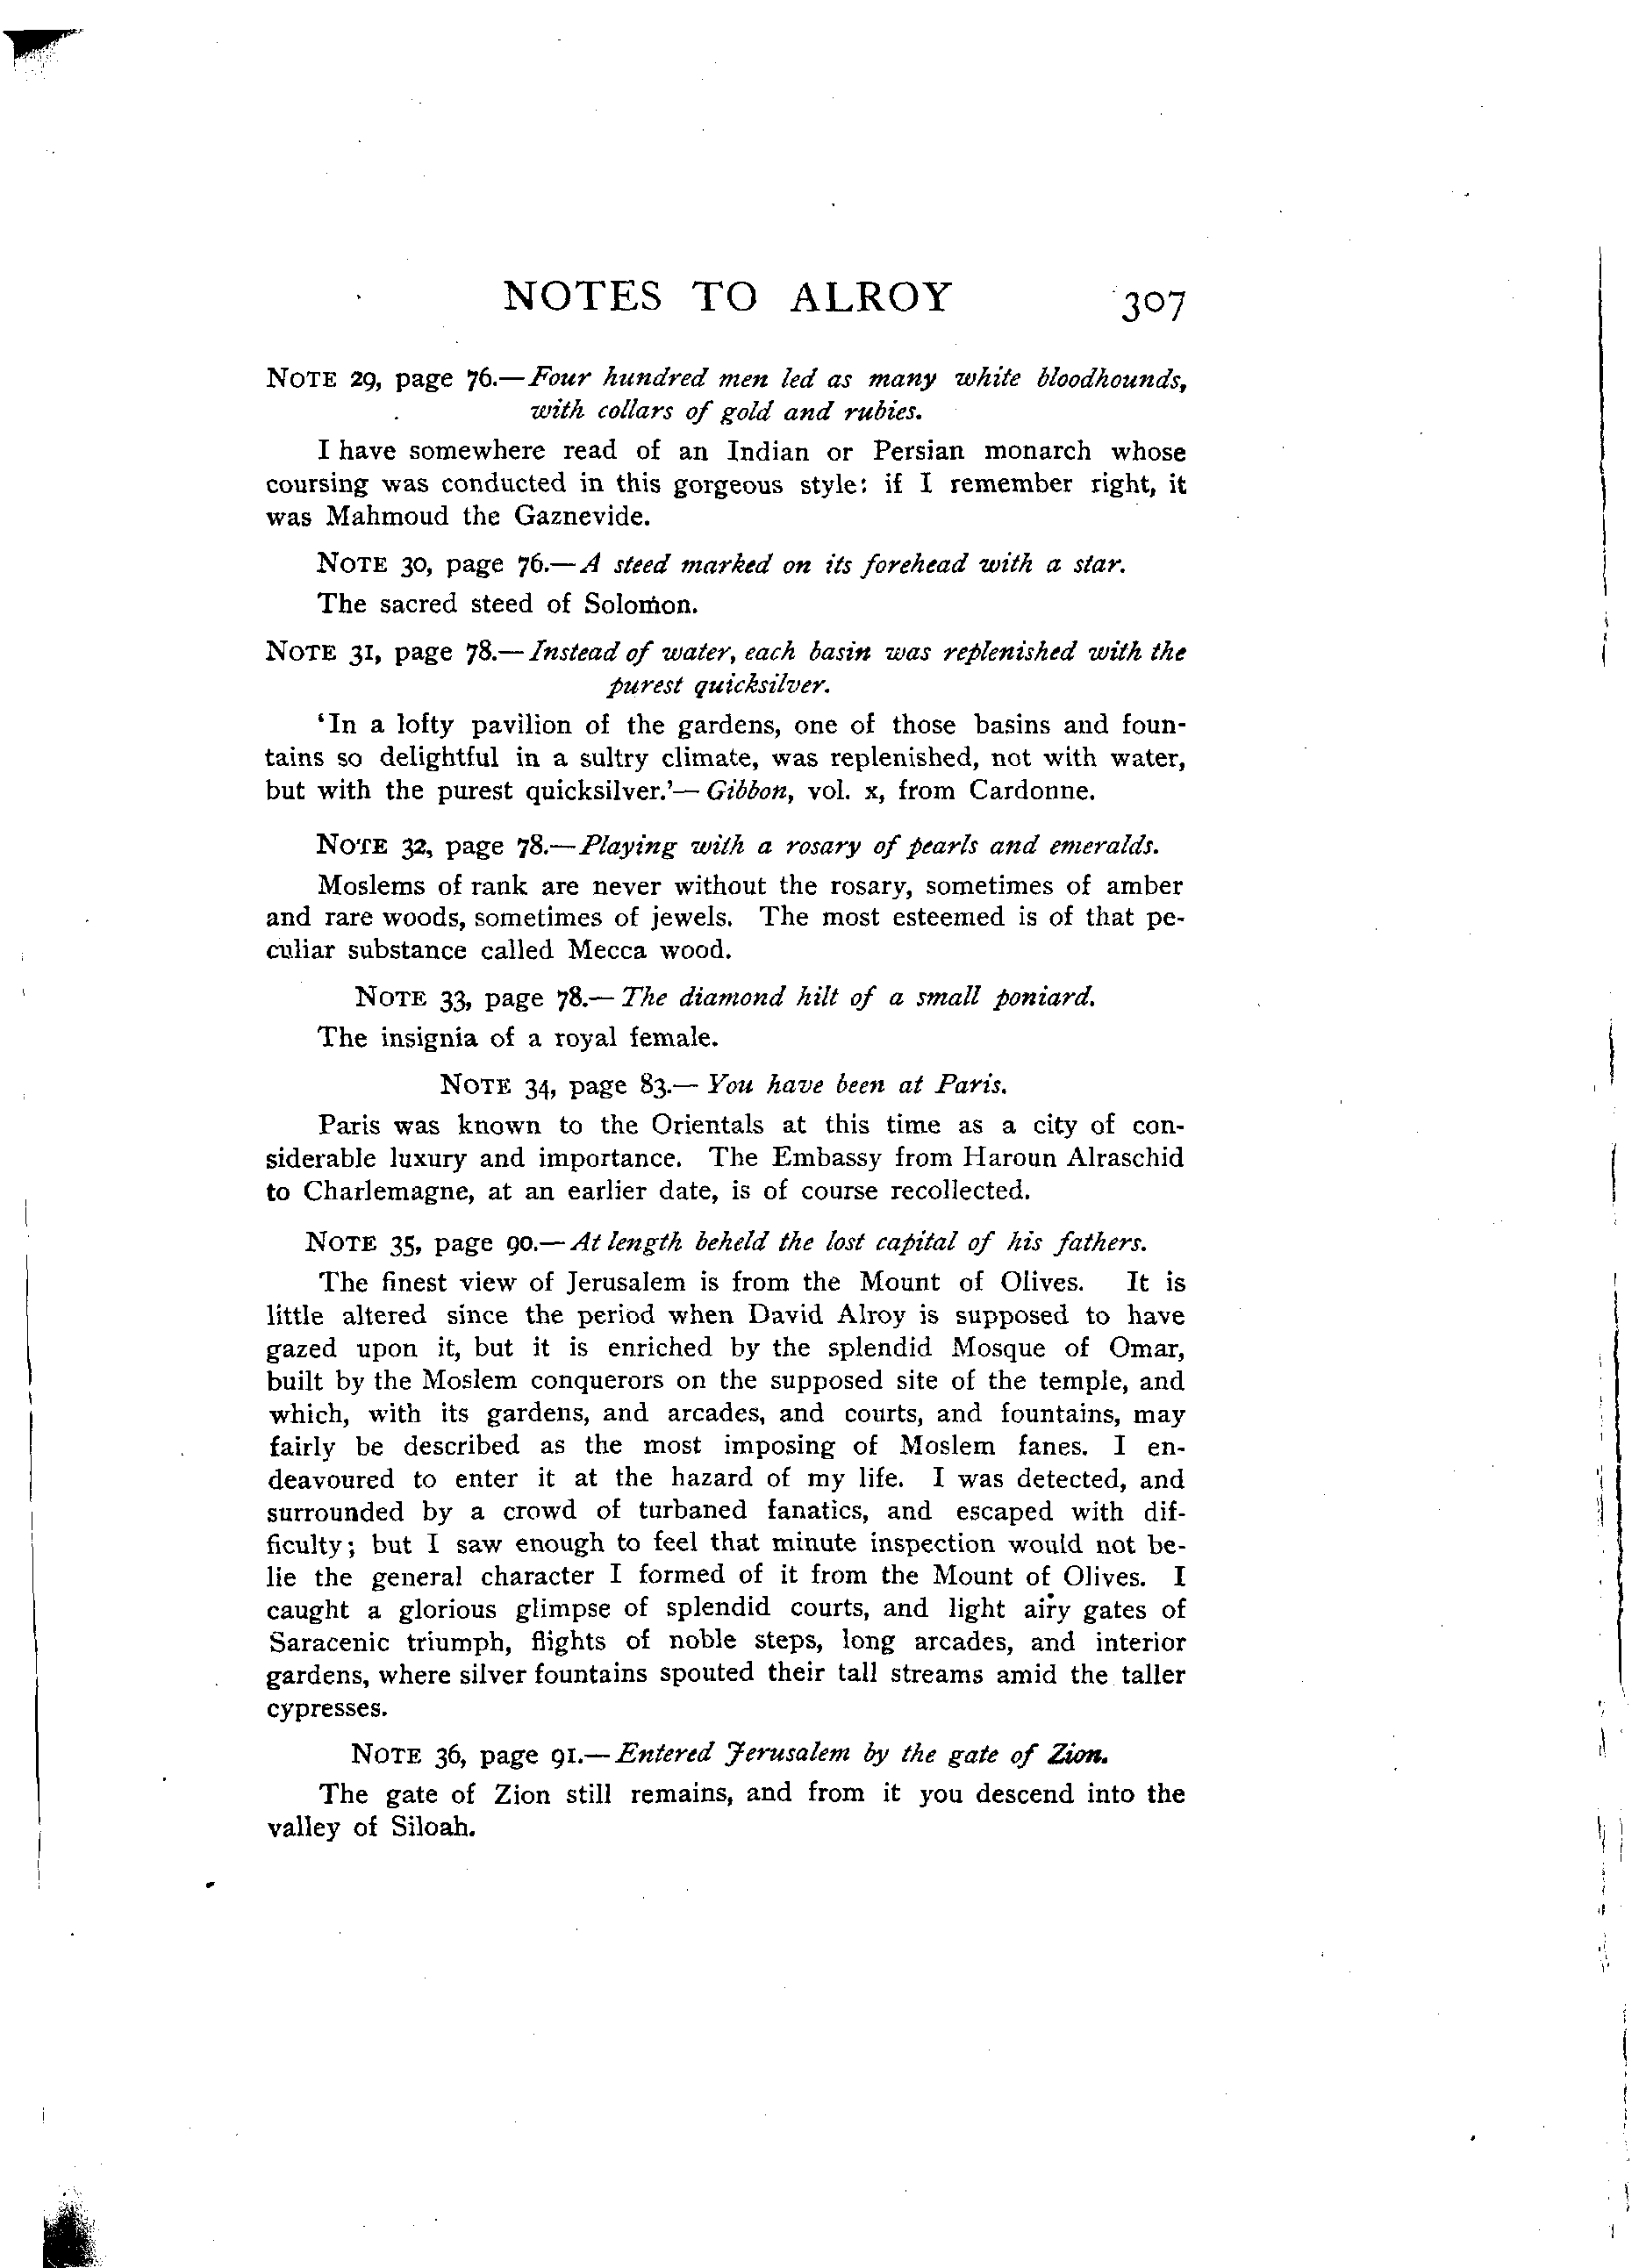 NOTES TO ALROY 307
NOTE 29, page 76.—Four hundred men led as many white bloodhounds,
with collars of gold and rubies.
I have somewhere read of an Indian or Persian monarch whose
coursing was conducted in this gorgeous style: if I remember right, it
was Mahmoud the Gaznevide.
NOTE 30, page 76.—A steed marked on its forehead with a star.
The sacred steed of Solomon.
NOTE 31, page 78.—Instead of water, each basin was replenished with the
purest quicksilver.
‘In a lofty pavilion of the gardens, one of those basins and foun-
tains so delightful in a sultry climate, was replenished, not with water,
but with the purest quicksilver.’—Gibbon, vol. x, from Cardonne.
NOTE 32, page 78.—Playing with a rosary of pearls and emeralds.
Moslems of rank are never without the rosary, sometimes of amber
and rare woods, sometimes of jewels. The most esteemed is of that pe-
culiar substance called Mecca wood.
NOTE 33, page 78.—The diamond hilt of a small poniard.
The insignia of a royal female.
NOTE 34, page 83.—You have been at Paris.
Paris was known to the Orientals at this time as a city of con-
siderable luxury and importance. The Embassy from Haroun Alraschid
to Charlemagne, at an earlier date, is of course recollected.
NOTE 35, page 90.—At length beheld the lost capital of his fathers.
The finest view of Jerusalem is from the Mount of Olives. It is
little altered since the period when David Alroy is supposed to have
gazed upon it, but it is enriched by the splendid Mosque of Omar,
built by the Moslem conquerors on the supposed site of the temple, and
which, with its gardens, and arcades, and courts, and fountains, may
fairly be described as the most imposing of Moslem fanes. I en-
deavoured to enter it at the hazard of my life. I was detected, and
surrounded by a crowd of turbaned fanatics, and escaped with dif-
ficulty; but I saw enough to feel that minute inspection would not be-
lie the general character I formed of it from the Mount of Olives. I
caught a glorious glimpse of splendid courts, and light airy gates of
Saracenic triumph, flights of noble steps, long arcades, and interior
gardens, where silver fountains spouted their tall streams amid the taller
cypresses.
NOTE 36, page 91.—Entered Jerusalem by the gate of Zion.
The gate of Zion still remains, and from it you descend into the
valley of Siloah.